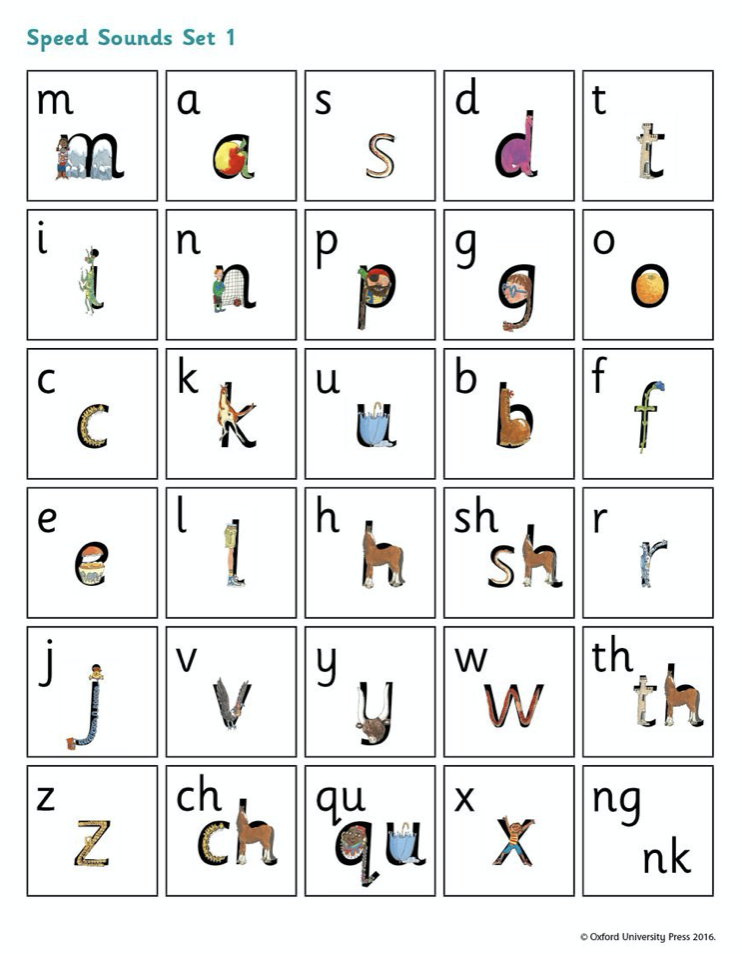 Speed Sounds Set 1
m a s d t
m a s d t
i n p g o
i n p g o
c k u b f
c k u b f
e l h sh r
e l h sh r
j v y w th
j v y w th
z ch qu x ng
z ch qu x nk
© Oxford University Press 2016.